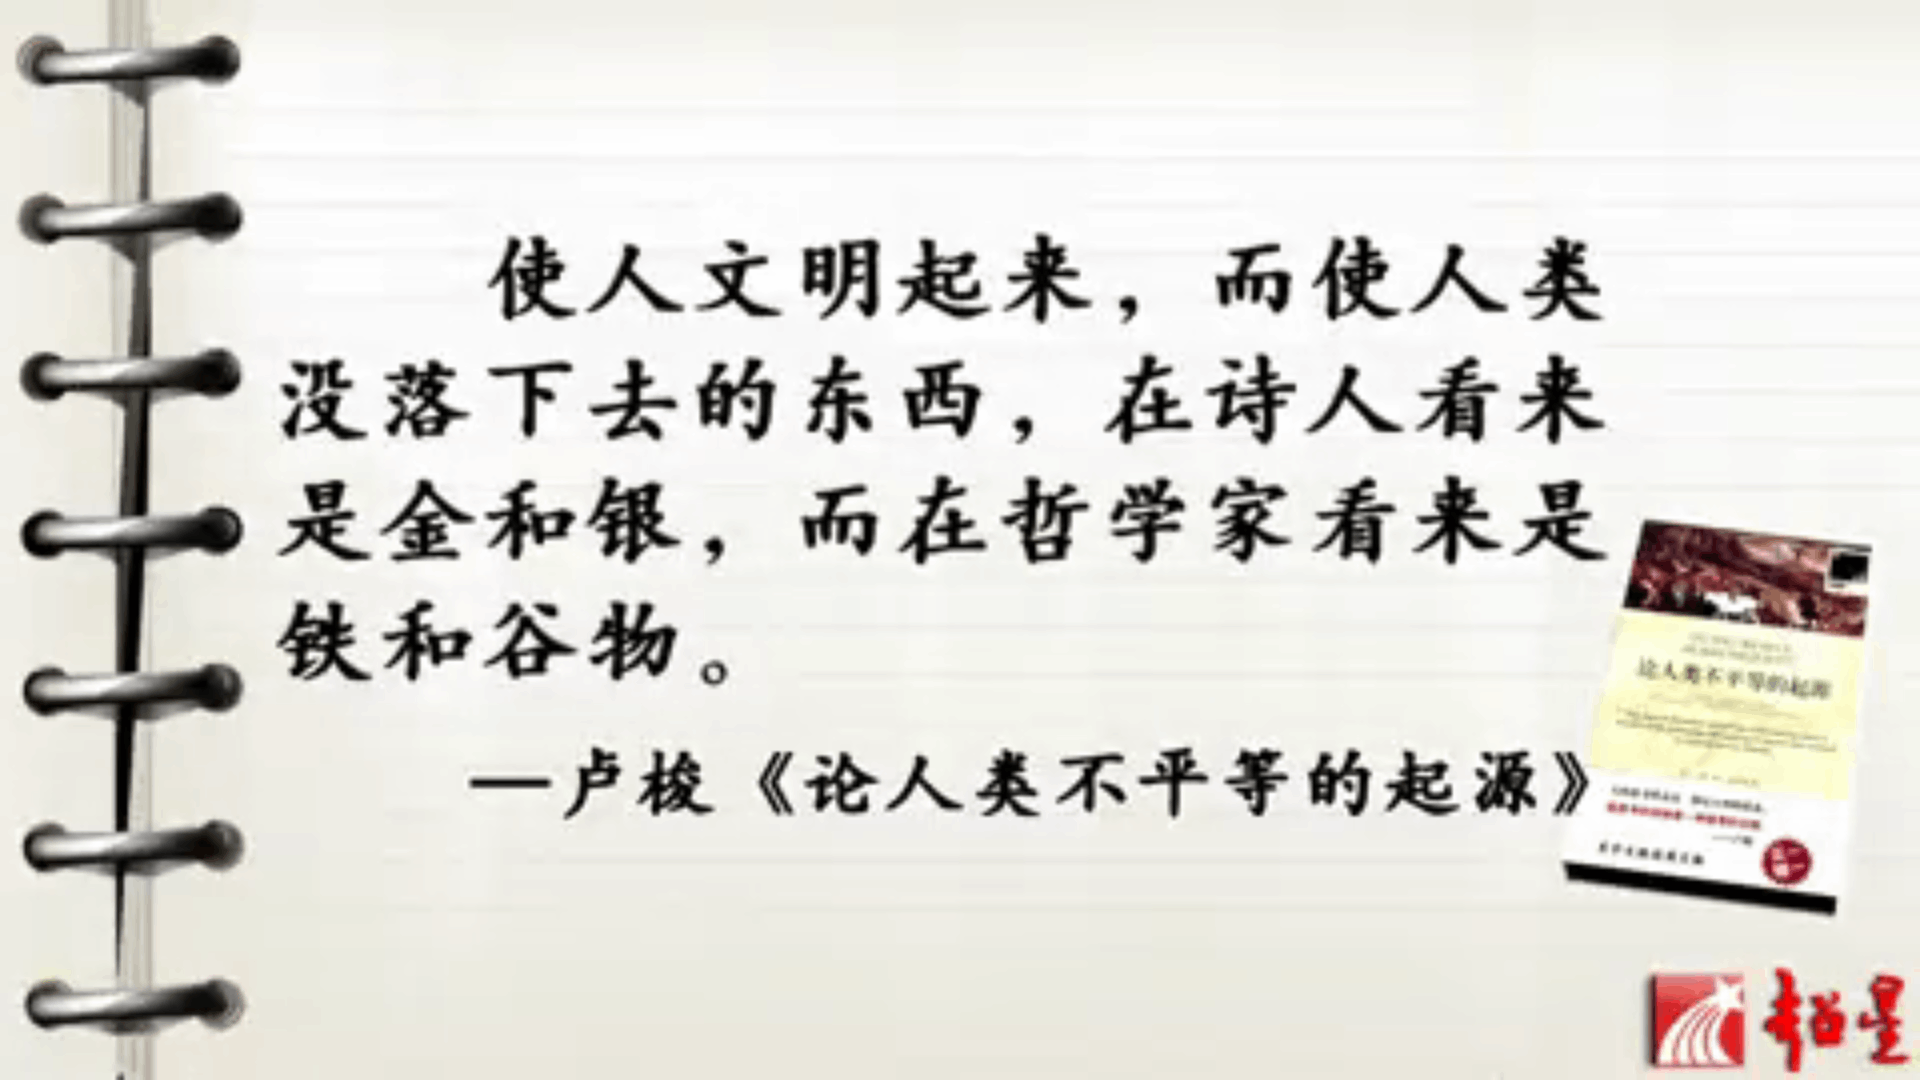 使人文明起来，而使人类
没落下去的东西，在诗人看来
是金和银，而在哲学家看来是
铁和谷物。
—卢梭《论人类不平等的起源》
论人类不平等的起源
超星